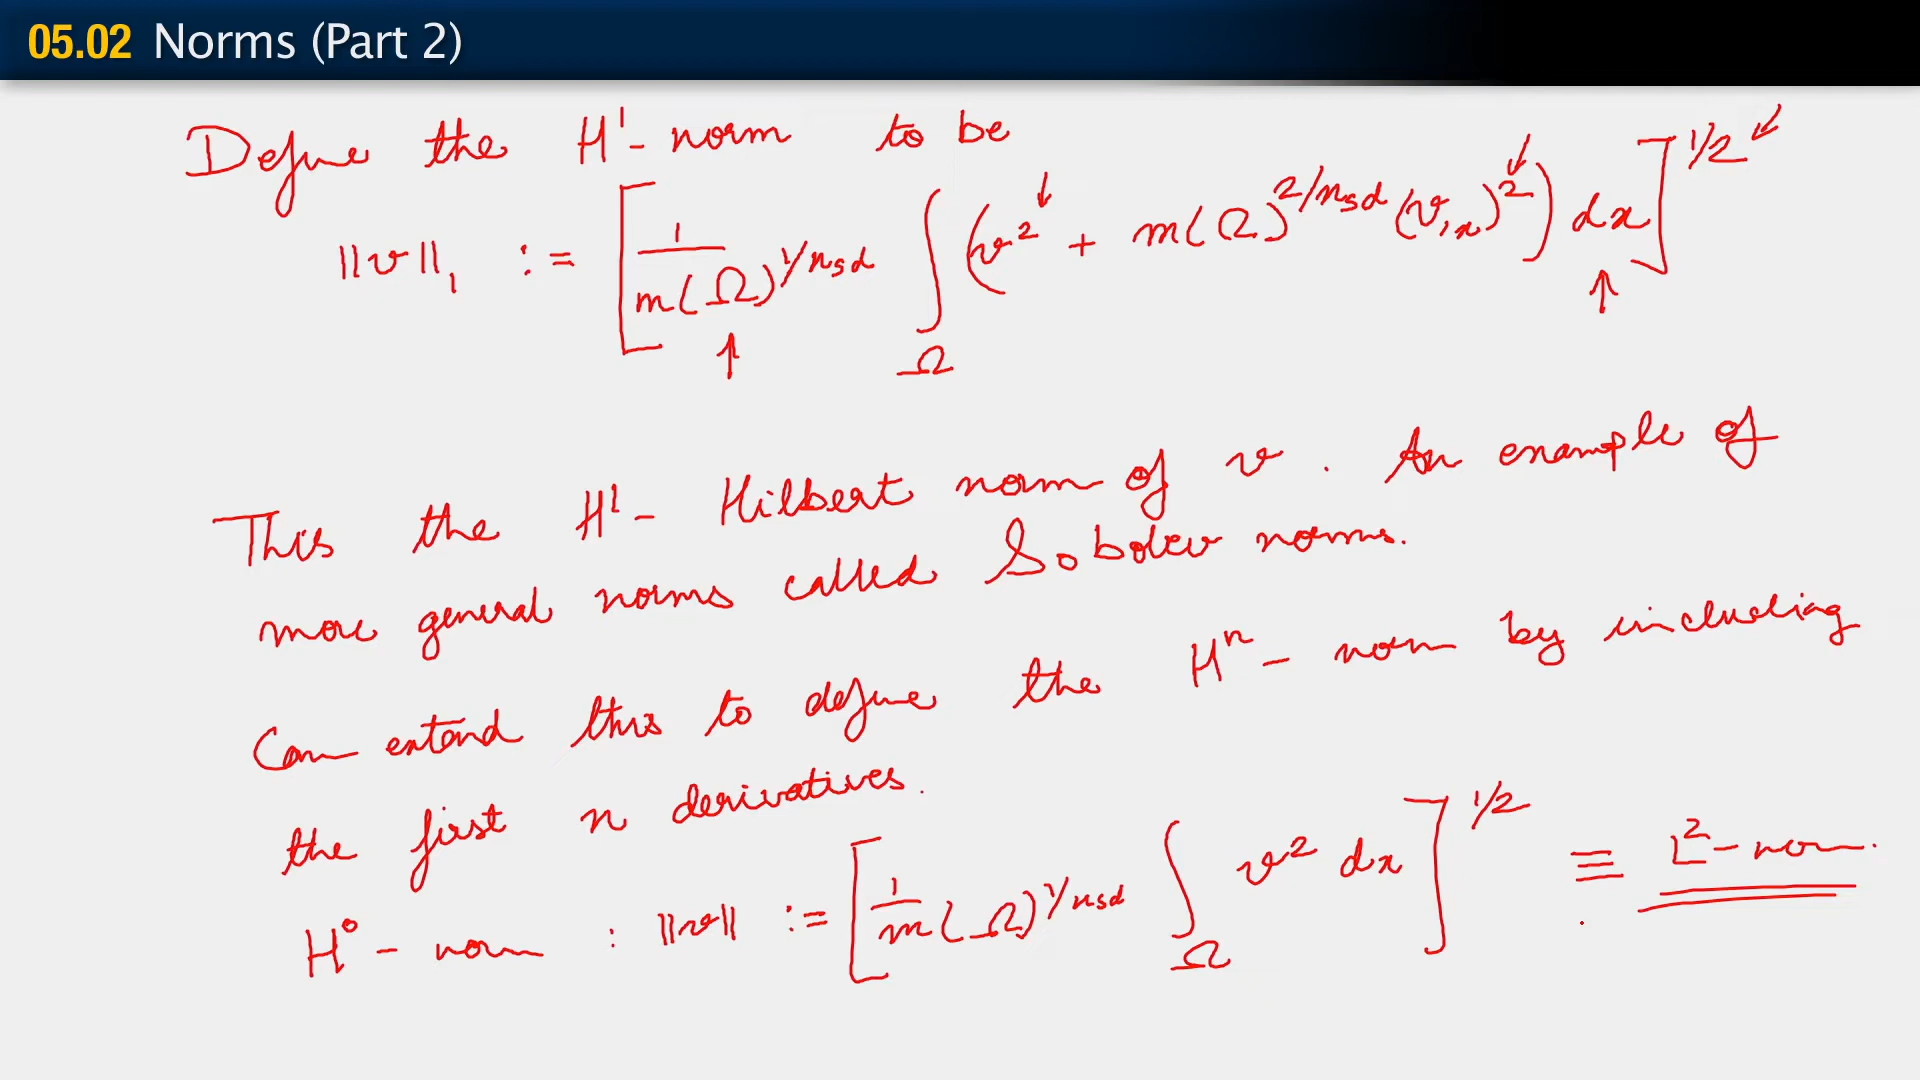 05.02 Norms (Part 2)
Define the H¹- norm to be
||v||₁ := [ 1/m(Ω)^{1/n_sd} ∫_Ω (v² + m(Ω)^{2/n_sd} (v,ₓ)²) dx ]^{1/2}
This the H¹- Hilbert norm of v. An example of
more general norms called Sobolev norms.
Can extend this to define the Hⁿ- norm by including
the first n derivatives.
H⁰ - norm : ||v|| := [ 1/m(Ω)^{1/n_sd} ∫_Ω v² dx ]^{1/2} ≡ L² - norm.